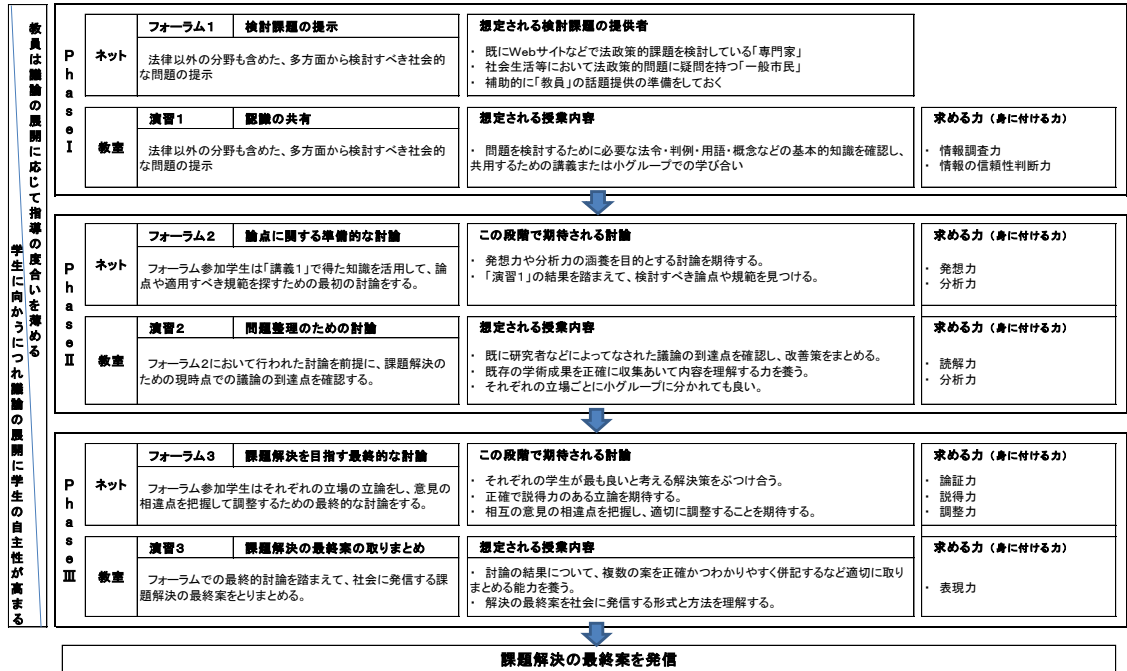 教員は議論の展開に応じて指導の度合いを薄める
学生に向かうにつれ議論の展開に学生の自主性が高まる
PhaseⅠ
ネット
フォーラム1 検討課題の提示
法律以外の分野も含めた、多方面から検討すべき社会的
な問題の提示
想定される検討課題の提供者
・ 既にWebサイトなどで法政策的課題を検討している「専門家」
・ 社会生活等において法政策的問題に疑問を持つ「一般市民」
・ 補助的に「教員」の話題提供の準備をしておく
教室
演習1 認識の共有
法律以外の分野も含めた、多方面から検討すべき社会的
な問題の提示
想定される授業内容
・ 問題を検討するために必要な法令・判例・用語・概念などの基本的知識を確認し、
共用するための講義または小グループでの学び合い
求める力（身に付ける力）
・ 情報調査力
・ 情報の信頼性判断力
PhaseⅡ
ネット
フォーラム2 論点に関する準備的な討論
フォーラム参加学生は「講義1」で得た知識を活用して、論
点や適用すべき規範を探すための最初の討論をする。
この段階で期待される討論
・ 発想力や分析力の涵養を目的とする討論を期待する。
・ 「演習1」の結果を踏まえて、検討すべき論点や規範を見つける。
求める力（身に付ける力）
・ 発想力
・ 分析力
教室
演習2 問題整理のための討論
フォーラム2において行われた討論を前提に、課題解決の
ための現時点での議論の到達点を確認する。
想定される授業内容
・ 既に研究者などによってなされた議論の到達点を確認し、改善策をまとめる。
・ 既存の学術成果を正確に収集あいて内容を理解する力を養う。
・ それぞれの立場ごとに小グループに分かれても良い。
求める力（身に付ける力）
・ 読解力
・ 分析力
PhaseⅢ
ネット
フォーラム3 課題解決を目指す最終的な討論
フォーラム参加学生はそれぞれの立場の立論をし、意見の
相違点を把握して調整するための最終的な討論をする。
この段階で期待される討論
・ それぞれの学生が最も良いと考える解決策をぶつけ合う。
・ 正確で説得力のある立論を期待する。
・ 相互の意見の相違点を把握し、適切に調整することを期待する。
求める力（身に付ける力）
・ 論証力
・ 説得力
・ 調整力
教室
演習3 課題解決の最終案の取りまとめ
フォーラムでの最終的討論を踏まえて、社会に発信する課
題解決の最終案をとりまとめる。
想定される授業内容
・ 討論の結果について、複数の案を正確かつわかりやすく併記するなど適切に取り
まとめる能力を養う。
・ 解決の最終案を社会に発信する形式と方法を理解する。
求める力（身に付ける力）
・ 表現力
課題解決の最終案を発信